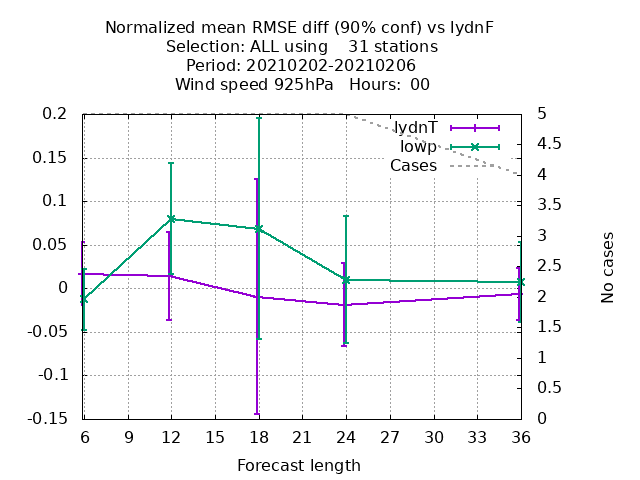 Normalized mean RMSE diff (90% conf) vs lydnF
Selection: ALL using    31 stations
Period: 20210202-20210206
Wind speed 925hPa   Hours: 00
lydnT
lowp
Cases
0.2
0.15
0.1
0.05
0
-0.05
-0.1
-0.15
5
4.5
4
3.5
3
2.5
2
1.5
1
0.5
0
No cases
6 9 12 15 18 21 24 27 30 33 36
Forecast length